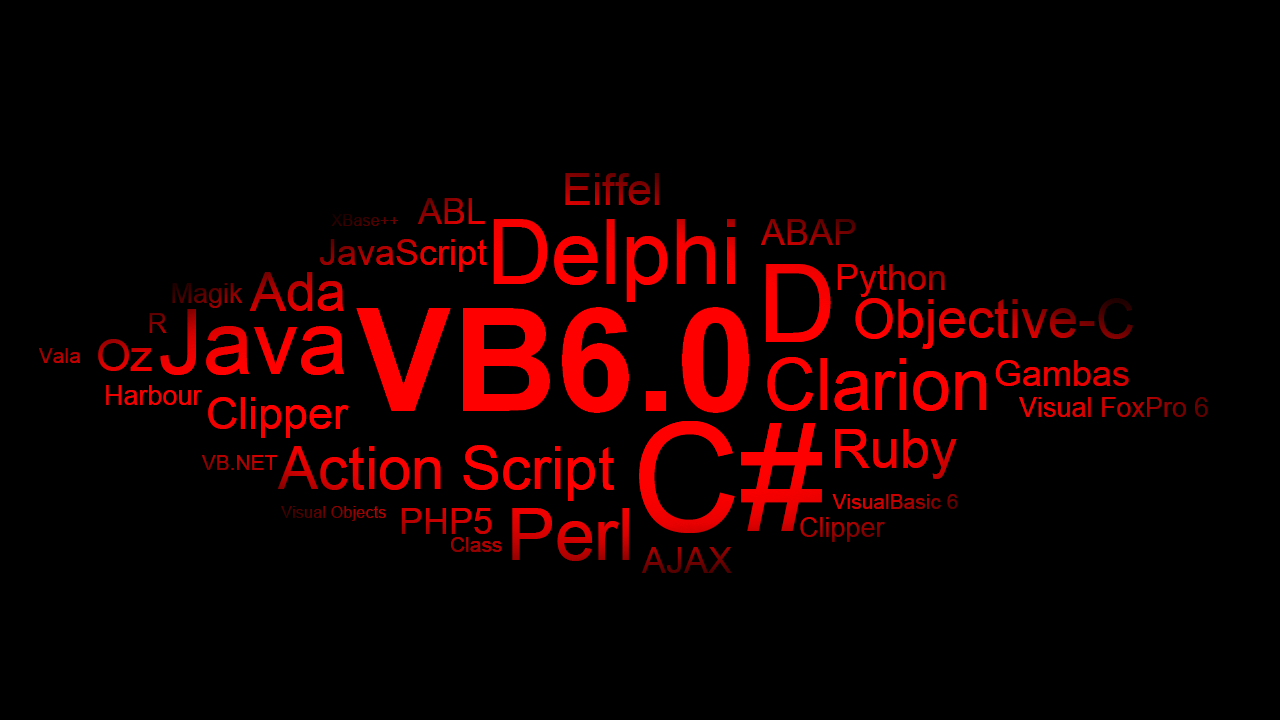 Eiffel
XBase++
ABL
JavaScript
Delphi
ABAP
D
Python
Magik
Ada
Objective-C
R
Java
VB6.0
Vala
Oz
Clarion
Gambas
Harbour
Clipper
Visual FoxPro 6
VB.NET
Action Script
C#
Ruby
VisualBasic 6
Visual Objects
PHP5
Perl
Clipper
Class
AJAX